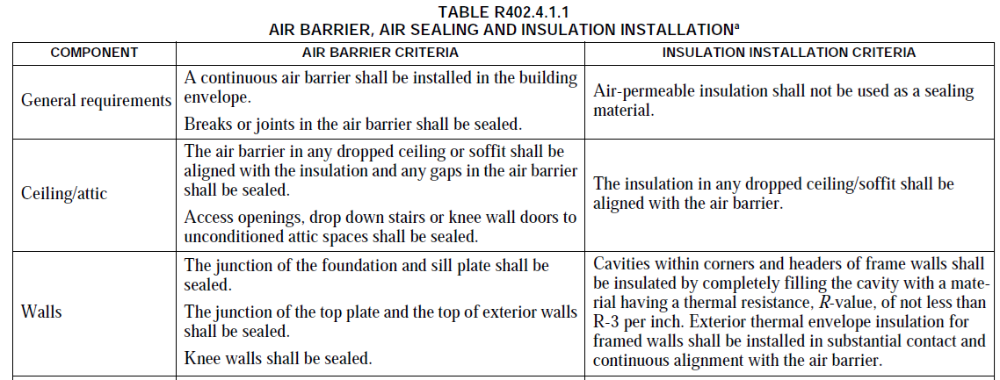 TABLE R402.4.1.1
AIR BARRIER, AIR SEALING AND INSULATION INSTALLATIONa
COMPONENT
AIR BARRIER CRITERIA
INSULATION INSTALLATION CRITERIA
General requirements
A continuous air barrier shall be installed in the building
envelope.
Breaks or joints in the air barrier shall be sealed.
Air-permeable insulation shall not be used as a sealing
material.
Ceiling/attic
The air barrier in any dropped ceiling or soffit shall be
aligned with the insulation and any gaps in the air barrier
shall be sealed.
Access openings, drop down stairs or knee wall doors to
unconditioned attic spaces shall be sealed.
The insulation in any dropped ceiling/soffit shall be
aligned with the air barrier.
Walls
The junction of the foundation and sill plate shall be
sealed.
The junction of the top plate and the top of exterior walls
shall be sealed.
Knee walls shall be sealed.
Cavities within corners and headers of frame walls shall
be insulated by completely filling the cavity with a mate-
rial having a thermal resistance, R-value, of not less than
R-3 per inch. Exterior thermal envelope insulation for
framed walls shall be installed in substantial contact and
continuous alignment with the air barrier.